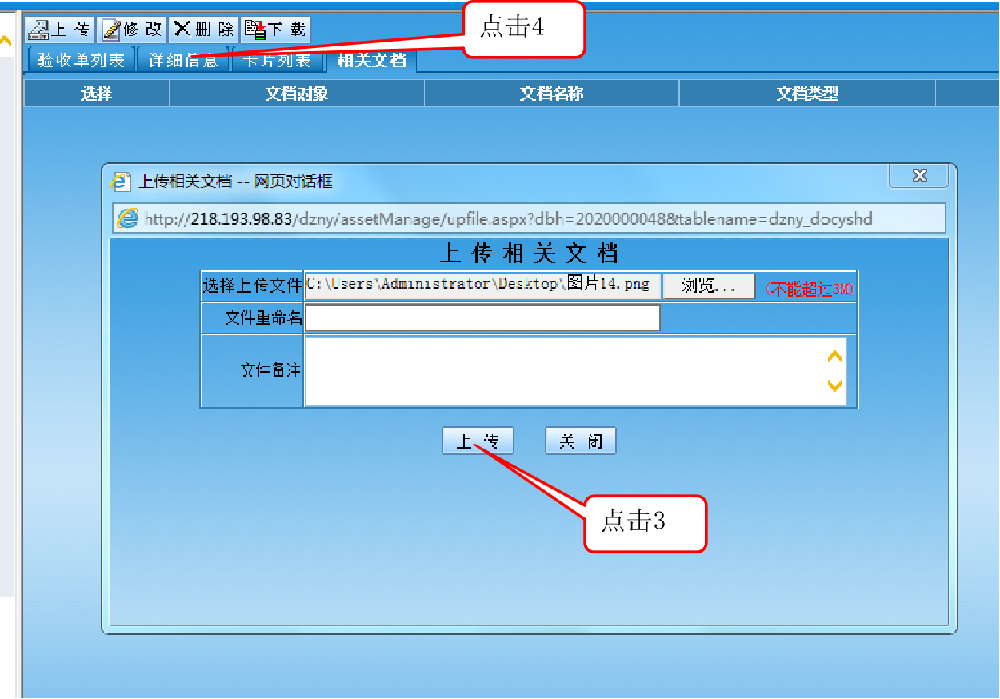 点击4
上 传 修 改 删 除 下 载
验收单列表 详细信息 卡片列表 相关文档
选择 文档对象 文档名称 文档类型
上传相关文档 -- 网页对话框
http://218.193.98.83/dzny/assetManage/upfile.aspx?dbh=2020000048&tablename=dzny_docyshd
上传相关文档
选择上传文件 C:\Users\Administrator\Desktop\图片14.png 浏览... (不能超过3M)
文件重命名
文件备注
上 传 关 闭
点击3